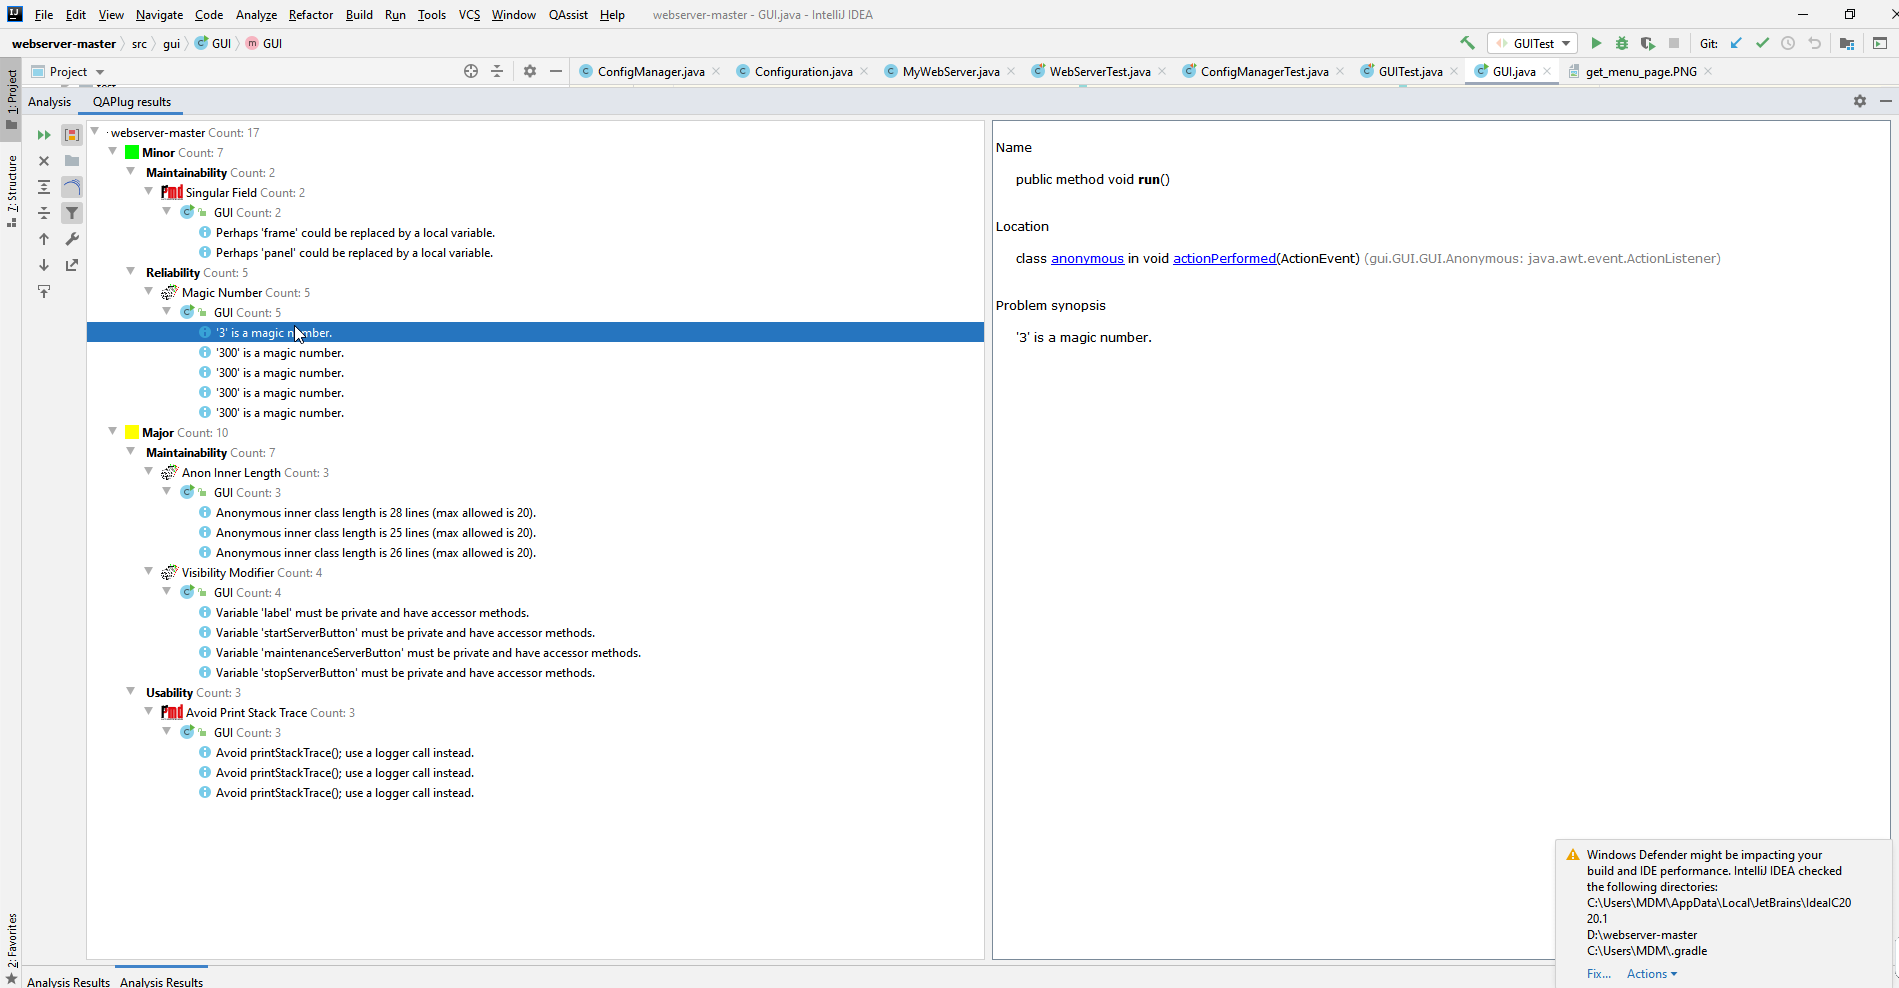 File Edit View Navigate Code Analyze Refactor Build Run Tools VCS Window QAssist Help webserver-master - GUI.java - IntelliJ IDEA
webserver-master src gui GUI GUI GUITest Git:
1: Project
Project ConfigManager.java Configuration.java MyWebServer.java WebServerTest.java ConfigManagerTest.java GUITest.java GUI.java get_menu_page.PNG
Analysis QAPlug results
7: Structure
webserver-master Count: 17
Minor Count: 7
Maintainability Count: 2
Singular Field Count: 2
GUI Count: 2
Perhaps 'frame' could be replaced by a local variable.
Perhaps 'panel' could be replaced by a local variable.
Reliability Count: 5
Magic Number Count: 5
GUI Count: 5
'3' is a magic number.
'300' is a magic number.
'300' is a magic number.
'300' is a magic number.
'300' is a magic number.
Major Count: 10
Maintainability Count: 7
Anon Inner Length Count: 3
GUI Count: 3
Anonymous inner class length is 28 lines (max allowed is 20).
Anonymous inner class length is 25 lines (max allowed is 20).
Anonymous inner class length is 26 lines (max allowed is 20).
Visibility Modifier Count: 4
GUI Count: 4
Variable 'label' must be private and have accessor methods.
Variable 'startServerButton' must be private and have accessor methods.
Variable 'maintenanceServerButton' must be private and have accessor methods.
Variable 'stopServerButton' must be private and have accessor methods.
Usability Count: 3
Avoid Print Stack Trace Count: 3
GUI Count: 3
Avoid printStackTrace(); use a logger call instead.
Avoid printStackTrace(); use a logger call instead.
Avoid printStackTrace(); use a logger call instead.
Name
public method void run()
Location
class anonymous in void actionPerformed(ActionEvent) (gui.GUI.GUI.Anonymous: java.awt.event.ActionListener)
Problem synopsis
'3' is a magic number.
Windows Defender might be impacting your
build and IDE performance. IntelliJ IDEA checked
the following directories:
C:\Users\MDM\AppData\Local\JetBrains\IdeaIC20
20.1
D:\webserver-master
C:\Users\MDM\.gradle
Fix... Actions
2: Favorites
Analysis Results Analysis Results